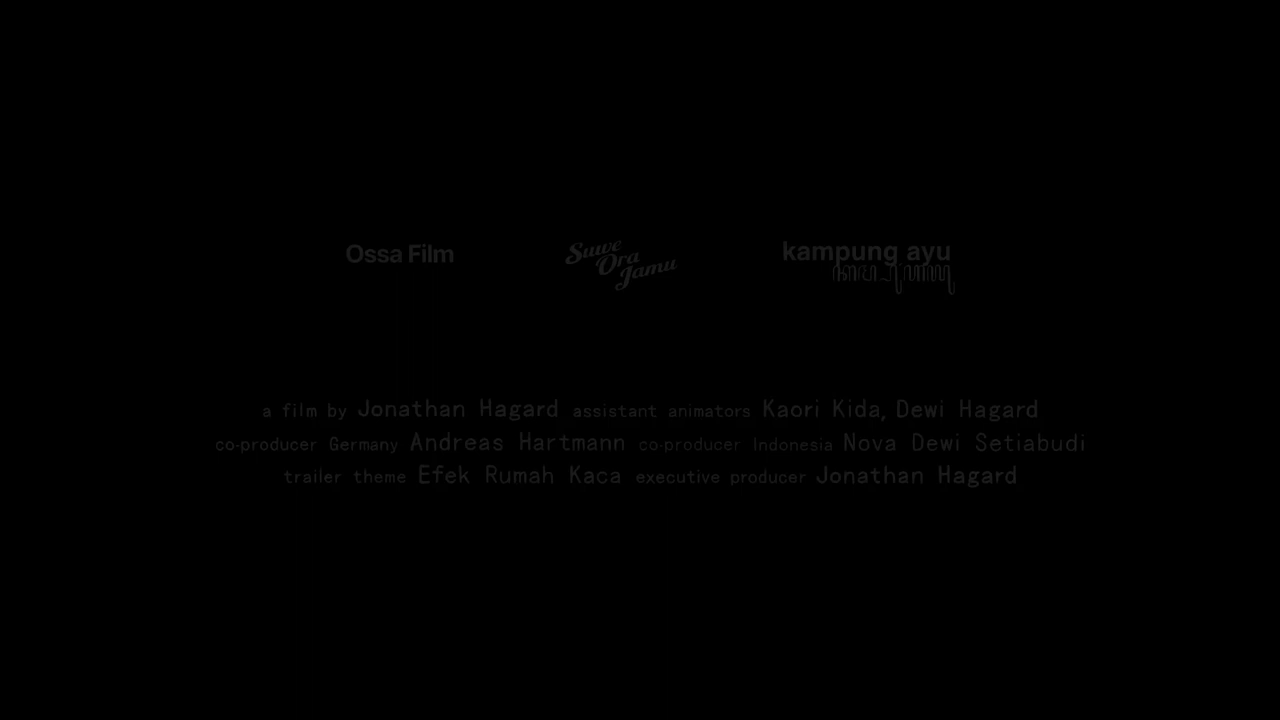 Ossa Film
Suwe Ora Jamu
kampung ayu
a film by Jonathan Hagard assistant animators Kaori Kida, Dewi Hagard
co-producer Germany Andreas Hartmann co-producer Indonesia Nova Dewi Setiabudi
trailer theme Efek Rumah Kaca executive producer Jonathan Hagard